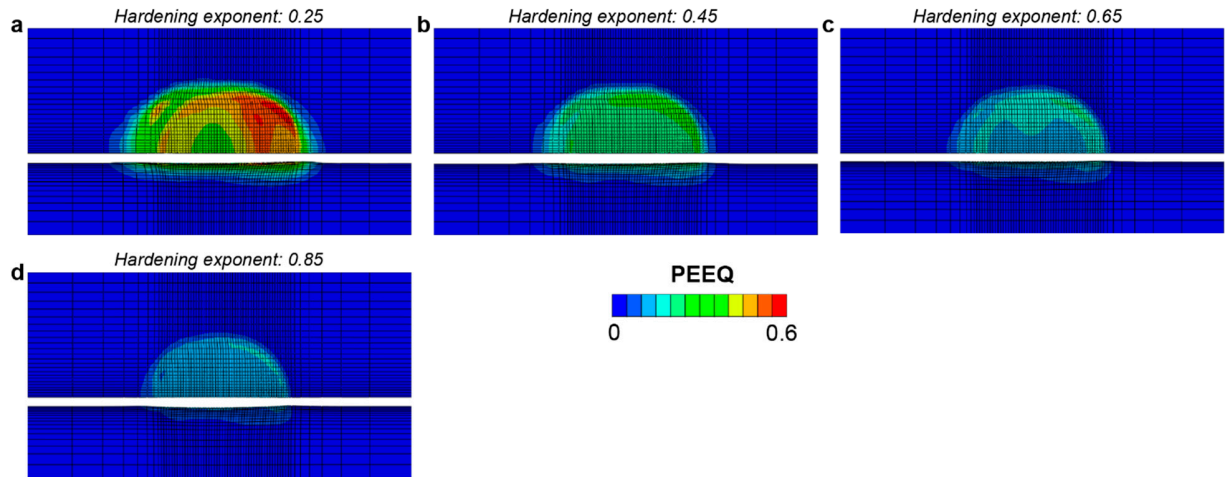 a Hardening exponent: 0.25
b Hardening exponent: 0.45
c Hardening exponent: 0.65
d Hardening exponent: 0.85
PEEQ
0 0.6